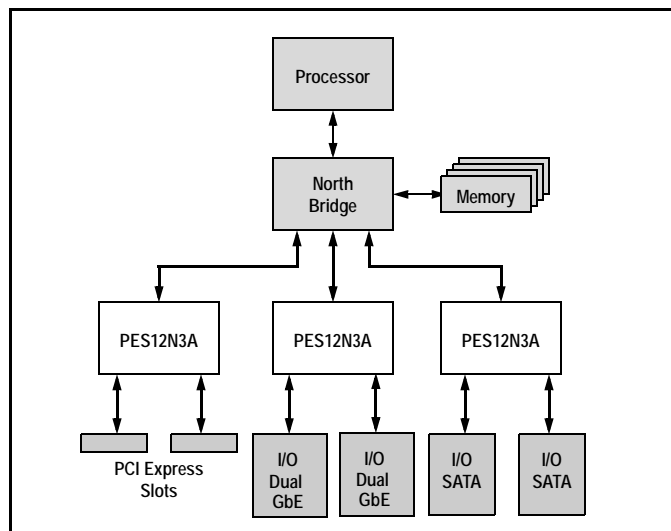 Processor
North
Bridge
Memory
PES12N3A
PES12N3A
PES12N3A
PCI Express
Slots
I/O
Dual
GbE
I/O
Dual
GbE
I/O
SATA
I/O
SATA